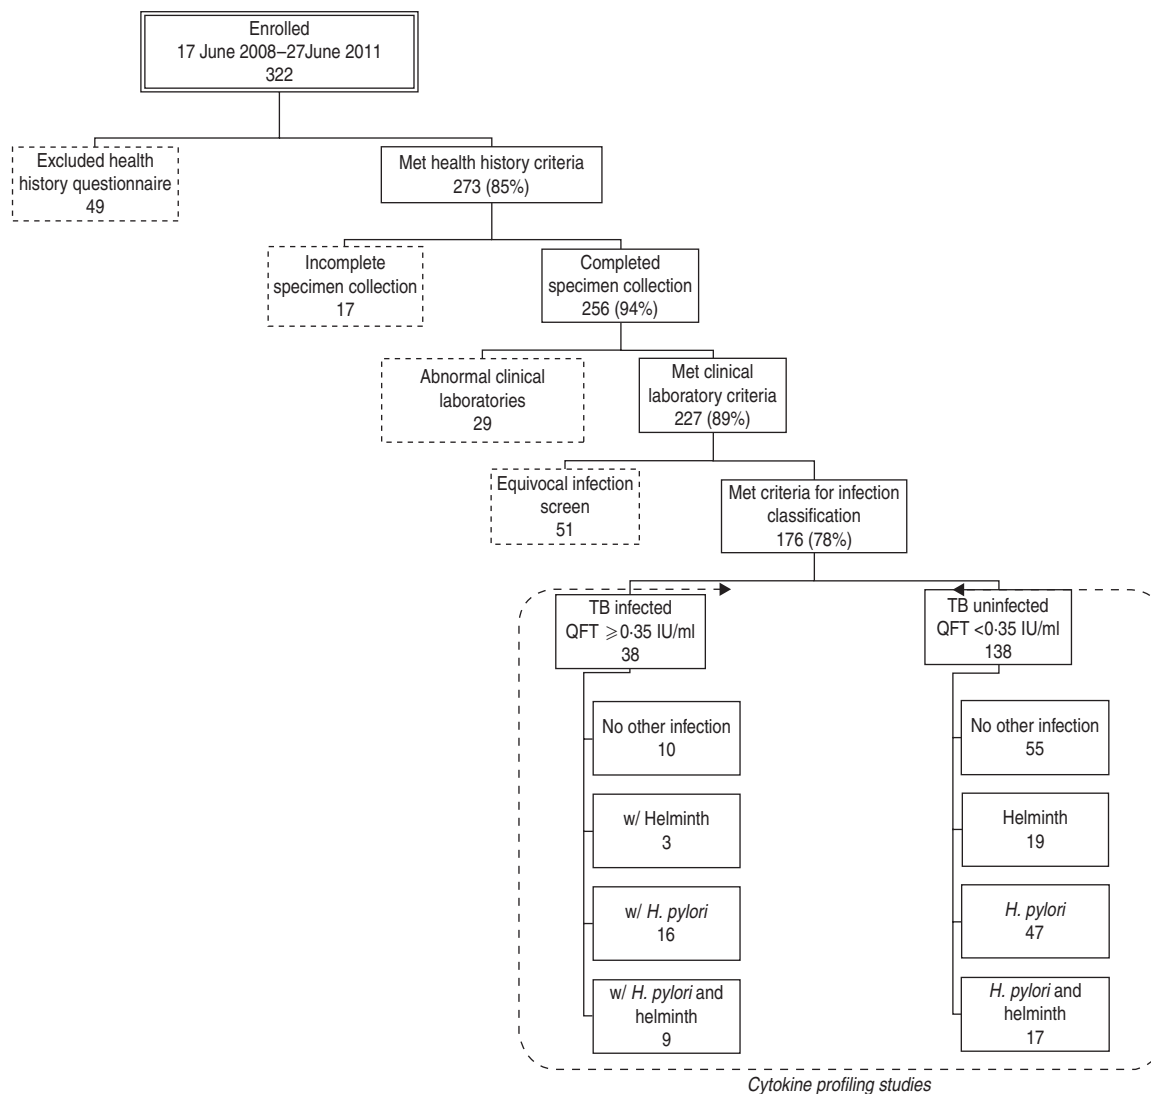 Enrolled
17 June 2008–27June 2011
322
Excluded health
history questionnaire
49
Met health history criteria
273 (85%)
Incomplete
specimen collection
17
Completed
specimen collection
256 (94%)
Abnormal clinical
laboratories
29
Met clinical
laboratory criteria
227 (89%)
Equivocal infection
screen
51
Met criteria for infection
classification
176 (78%)
TB infected
QFT ⩾0·35 IU/ml
38
TB uninfected
QFT <0·35 IU/ml
138
No other infection
10
w/ Helminth
3
w/ H. pylori
16
w/ H. pylori and
helminth
9
No other infection
55
Helminth
19
H. pylori
47
H. pylori and
helminth
17
Cytokine profiling studies